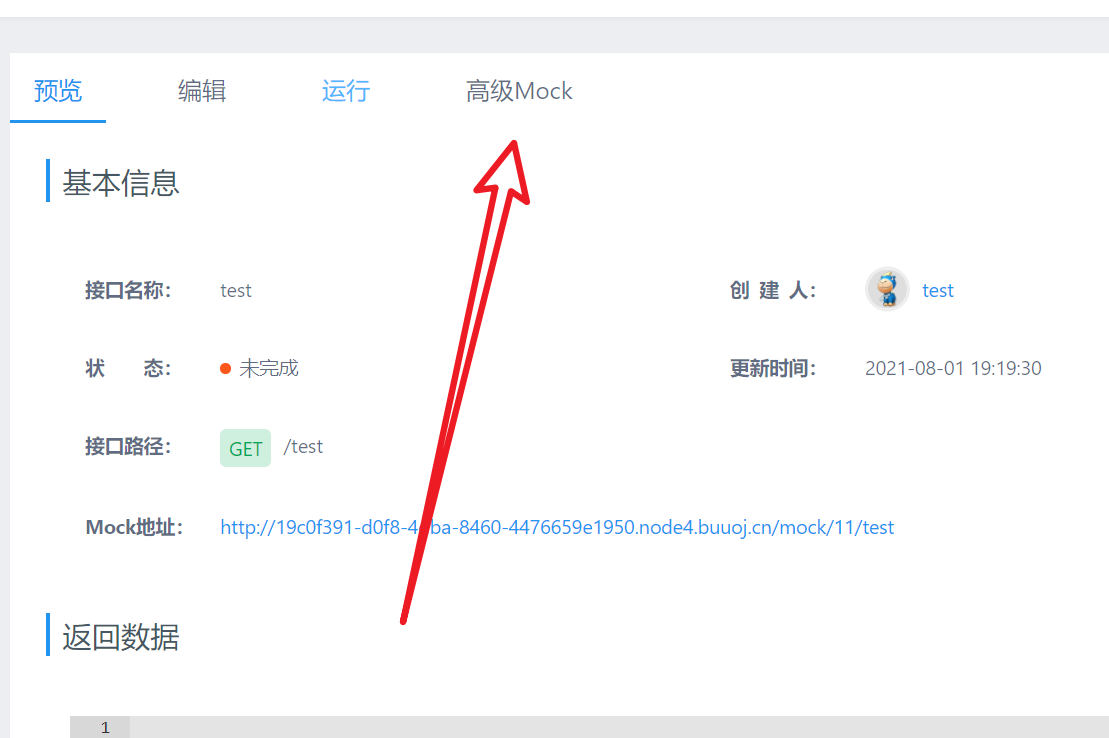 预览 编辑 运行 高级Mock
基本信息
接口名称： test 创 建 人： test
状 态： 未完成 更新时间： 2021-08-01 19:19:30
接口路径： GET /test
Mock地址： http://19c0f391-d0f8-4 ba-8460-4476659e1950.node4.buuoj.cn/mock/11/test
返回数据
1